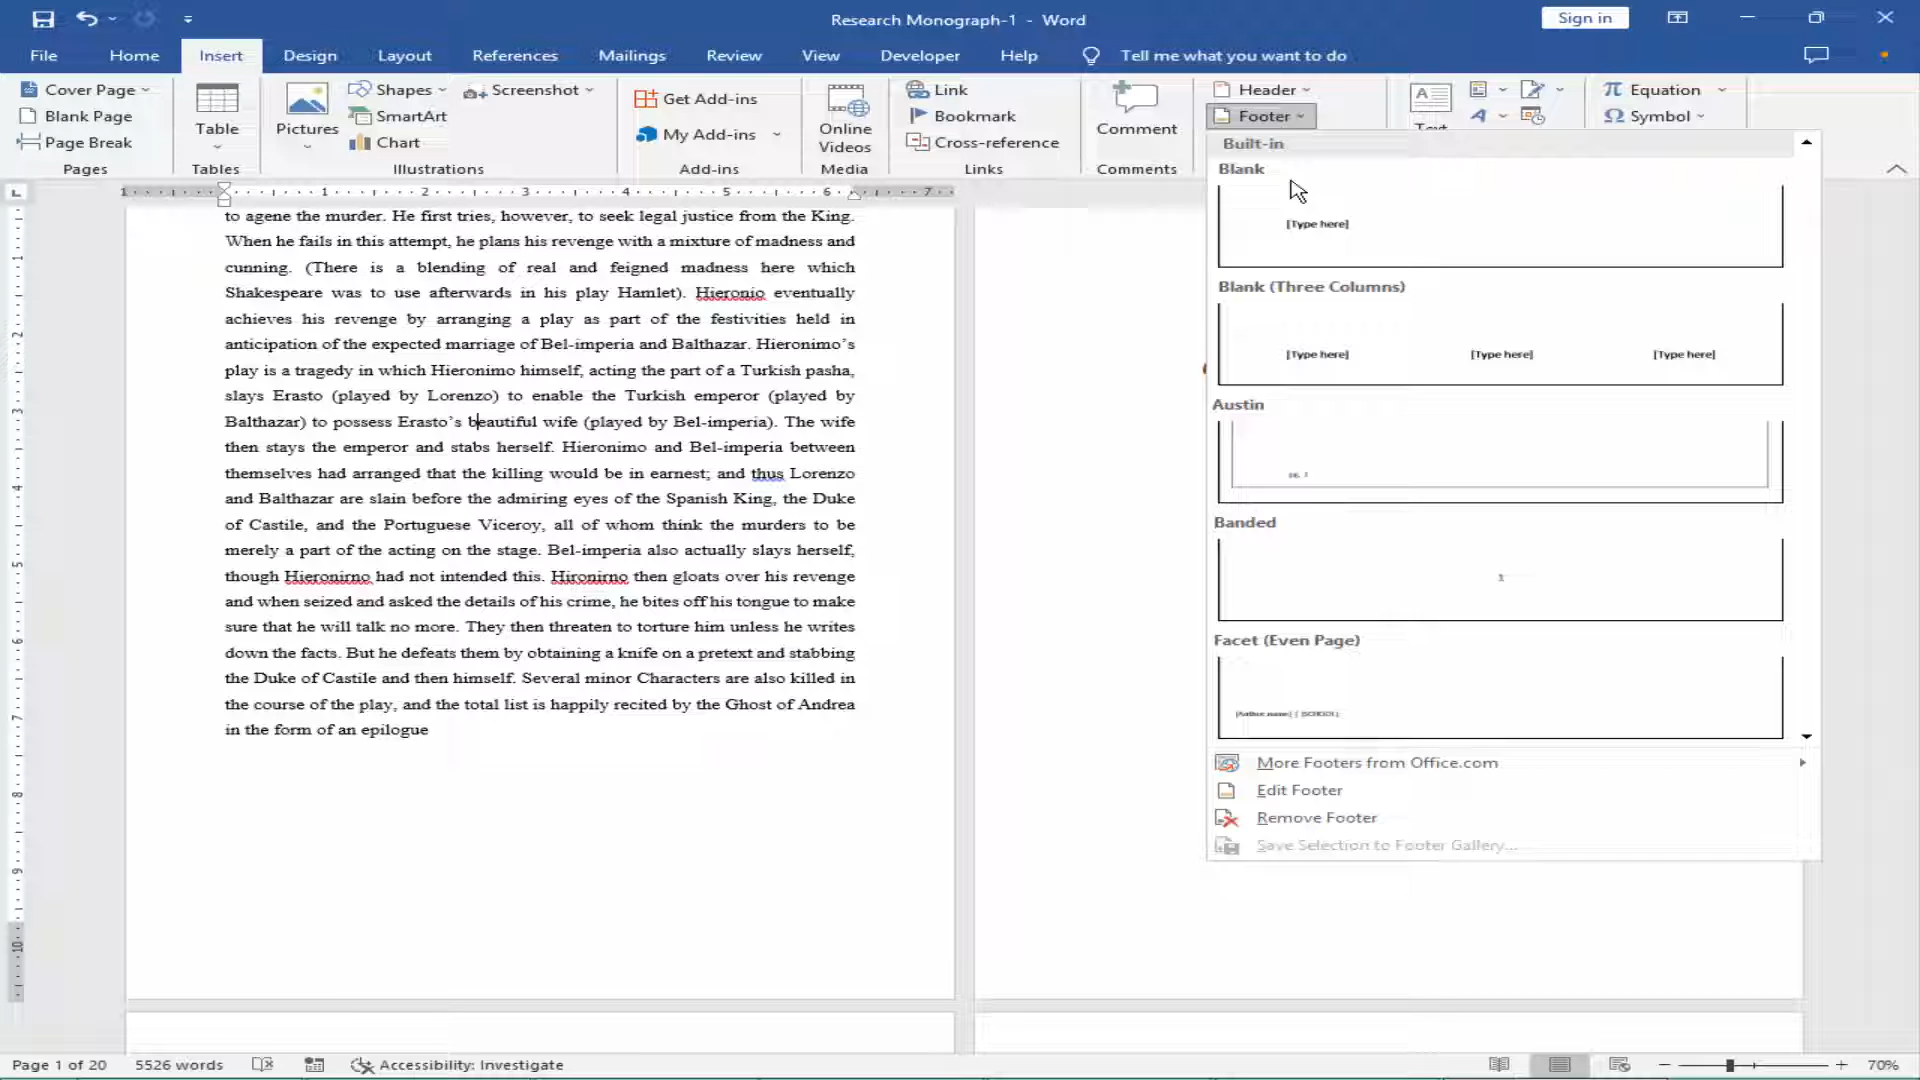 Research Monograph-1 - Word
Sign in
File Home Insert Design Layout References Mailings Review View Developer Help Tell me what you want to do
Cover Page
Blank Page
Page Break
Pages
Table
Tables
Pictures
Shapes
SmartArt
Chart
Screenshot
Illustrations
Get Add-ins
My Add-ins
Add-ins
Online
Videos
Media
Link
Bookmark
Cross-reference
Links
Comment
Comments
Header
Footer
Equation
Symbol
1 1 2 3 4 5 6 7
to agene the murder. He first tries, however, to seek legal justice from the King.
When he fails in this attempt, he plans his revenge with a mixture of madness and
cunning. (There is a blending of real and feigned madness here which
Shakespeare was to use afterwards in his play Hamlet). Hieronio eventually
achieves his revenge by arranging a play as part of the festivities held in
anticipation of the expected marriage of Bel-imperia and Balthazar. Hieronimo’s
play is a tragedy in which Hieronimo himself, acting the part of a Turkish pasha,
slays Erasto (played by Lorenzo) to enable the Turkish emperor (played by
Balthazar) to possess Erasto’s beautiful wife (played by Bel-imperia). The wife
then stays the emperor and stabs herself. Hieronimo and Bel-imperia between
themselves had arranged that the killing would be in earnest; and thus Lorenzo
and Balthazar are slain before the admiring eyes of the Spanish King, the Duke
of Castile, and the Portuguese Viceroy, all of whom think the murders to be
merely a part of the acting on the stage. Bel-imperia also actually slays herself,
though Hieronirno had not intended this. Hironirno then gloats over his revenge
and when seized and asked the details of his crime, he bites off his tongue to make
sure that he will talk no more. They then threaten to torture him unless he writes
down the facts. But he defeats them by obtaining a knife on a pretext and stabbing
the Duke of Castile and then himself. Several minor Characters are also killed in
the course of the play, and the total list is happily recited by the Ghost of Andrea
in the form of an epilogue
Built-in
Blank
[Type here]
Blank (Three Columns)
[Type here] [Type here] [Type here]
Austin
Banded
Facet (Even Page)
More Footers from Office.com
Edit Footer
Remove Footer
Save Selection to Footer Gallery...
Page 1 of 20 5526 words Accessibility: Investigate 70%